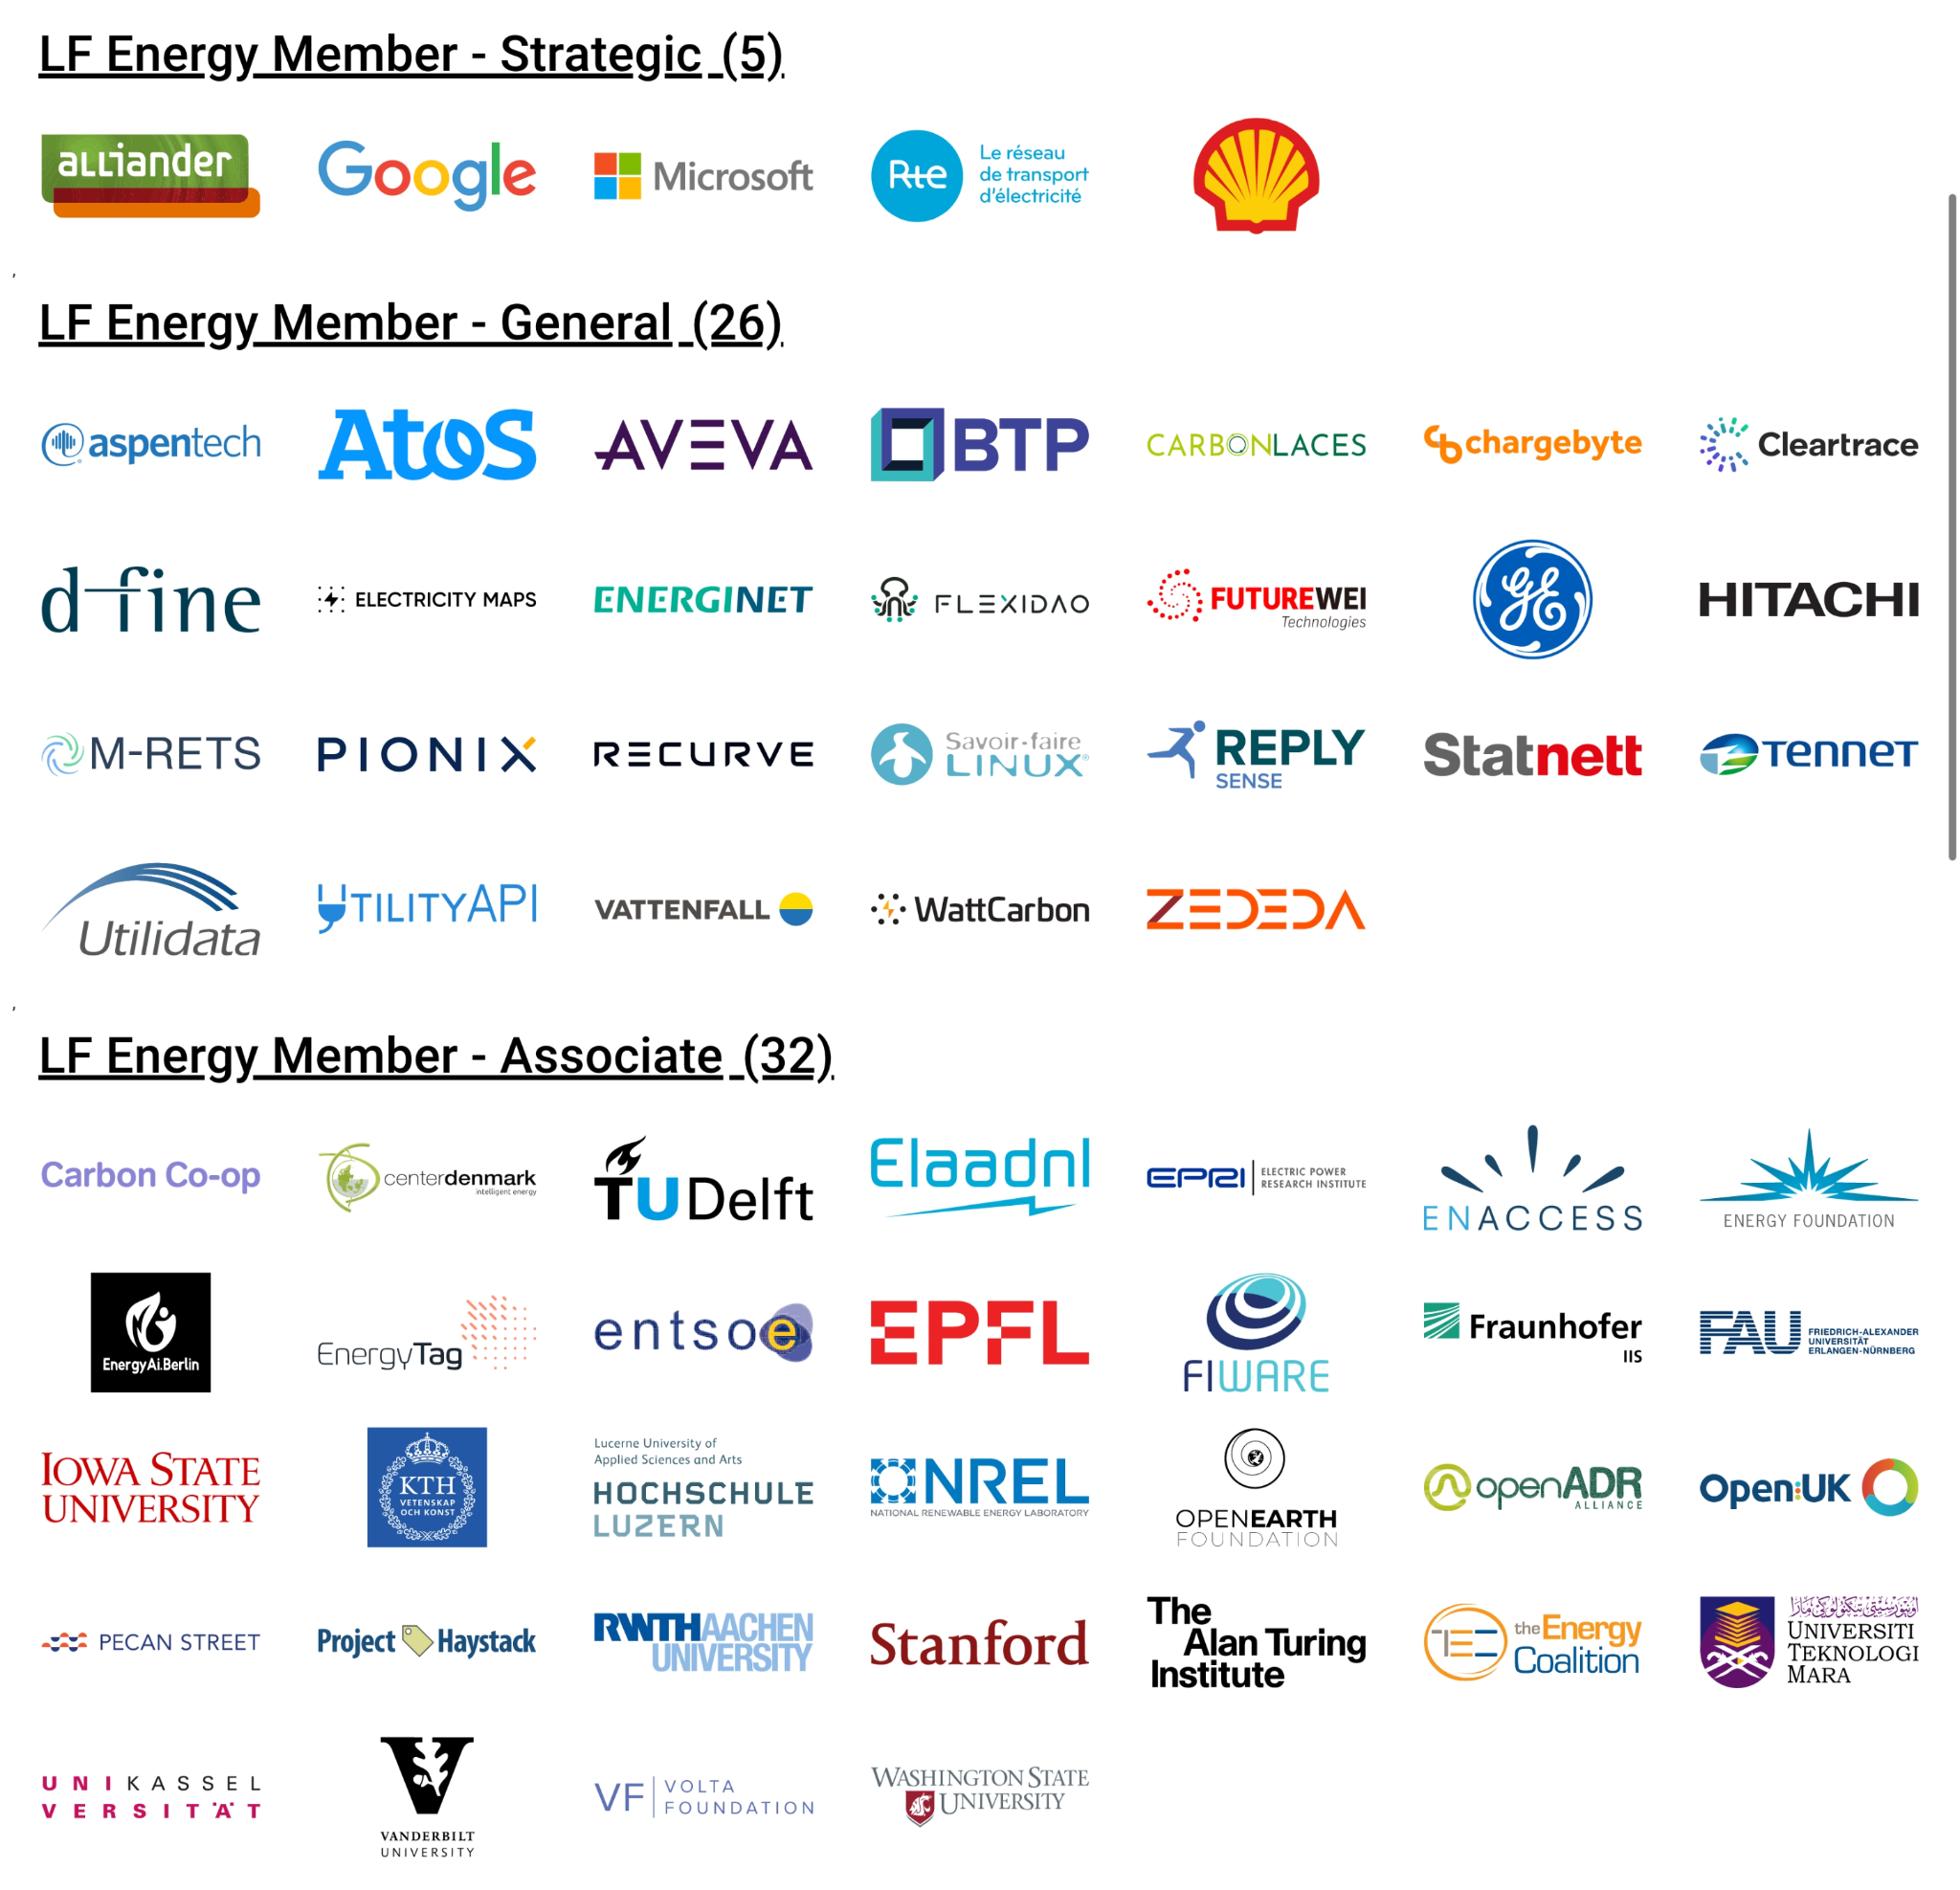 LF Energy Member - Strategic (5)
alliander
Google
Microsoft
Rte
Le réseau
de transport
d'électricité
,
LF Energy Member - General (26)
aspentech
Atos
AVEVA
BTP
CARBONLACES
chargebyte
Cleartrace
d-fine
ELECTRICITY MAPS
ENERGINET
FLEXIDAO
FUTUREWEI
Technologies
GE
HITACHI
M-RETS
PIONIX
RECURVE
Savoir-faire
LINUX®
REPLY
SENSE
Statnett
TenneT
Utilidata
UTILITYAPI
VATTENFALL
WattCarbon
ZEDEDA
,
LF Energy Member - Associate (32)
Carbon Co-op
centerdenmark
intelligent energy
TU Delft
Elaadnl
EPRI
ELECTRIC POWER
RESEARCH INSTITUTE
ENACCESS
ENERGY FOUNDATION
EnergyAi.Berlin
EnergyTag
entsoe
EPFL
FIWARE
Fraunhofer
IIS
FAU
FRIEDRICH-ALEXANDER
UNIVERSITÄT
ERLANGEN-NÜRNBERG
IOWA STATE
UNIVERSITY
KTH
VETENSKAP
OCH KONST
Lucerne University of
Applied Sciences and Arts
HOCHSCHULE
LUZERN
NREL
NATIONAL RENEWABLE ENERGY LABORATORY
OPENEARTH
FOUNDATION
openADR
ALLIANCE
Open:UK
PECAN STREET
Project Haystack
RWTHAACHEN
UNIVERSITY
Stanford
The
Alan Turing
Institute
TEC
the Energy
Coalition
اونيۏرسيتي تيكنولوڬي مارا
UNIVERSITI
TEKNOLOGI
MARA
UNIKASSEL
VERSITÄT
VANDERBILT
UNIVERSITY
VF
VOLTA
FOUNDATION
WASHINGTON STATE
UNIVERSITY